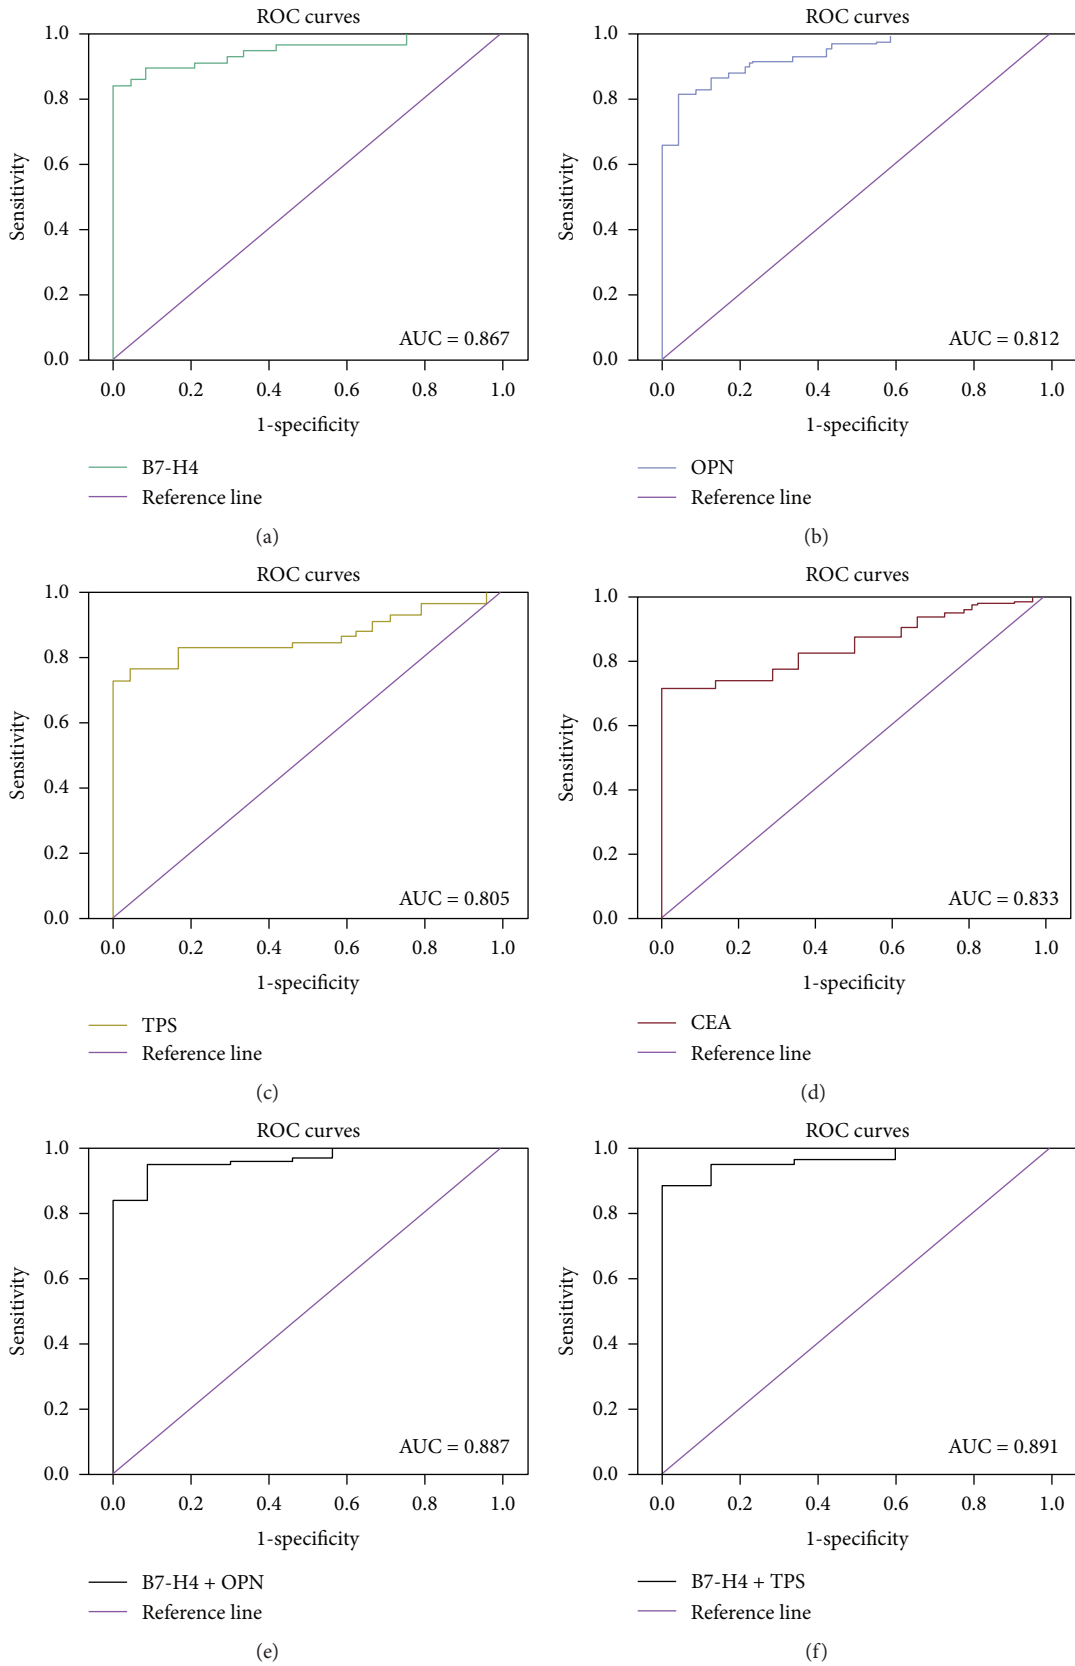 ROC curves
1.0
0.8
0.6
0.4
0.2
0.0
Sensitivity
AUC = 0.867
0.0 0.2 0.4 0.6 0.8 1.0
1-specificity
B7-H4
Reference line
(a)
ROC curves
1.0
0.8
0.6
0.4
0.2
0.0
Sensitivity
AUC = 0.812
0.0 0.2 0.4 0.6 0.8 1.0
1-specificity
OPN
Reference line
(b)
ROC curves
1.0
0.8
0.6
0.4
0.2
0.0
Sensitivity
AUC = 0.805
0.0 0.2 0.4 0.6 0.8 1.0
1-specificity
TPS
Reference line
(c)
ROC curves
1.0
0.8
0.6
0.4
0.2
0.0
Sensitivity
AUC = 0.833
0.0 0.2 0.4 0.6 0.8 1.0
1-specificity
CEA
Reference line
(d)
ROC curves
1.0
0.8
0.6
0.4
0.2
0.0
Sensitivity
AUC = 0.887
0.0 0.2 0.4 0.6 0.8 1.0
1-specificity
B7-H4 + OPN
Reference line
(e)
ROC curves
1.0
0.8
0.6
0.4
0.2
0.0
Sensitivity
AUC = 0.891
0.0 0.2 0.4 0.6 0.8 1.0
1-specificity
B7-H4 + TPS
Reference line
(f)